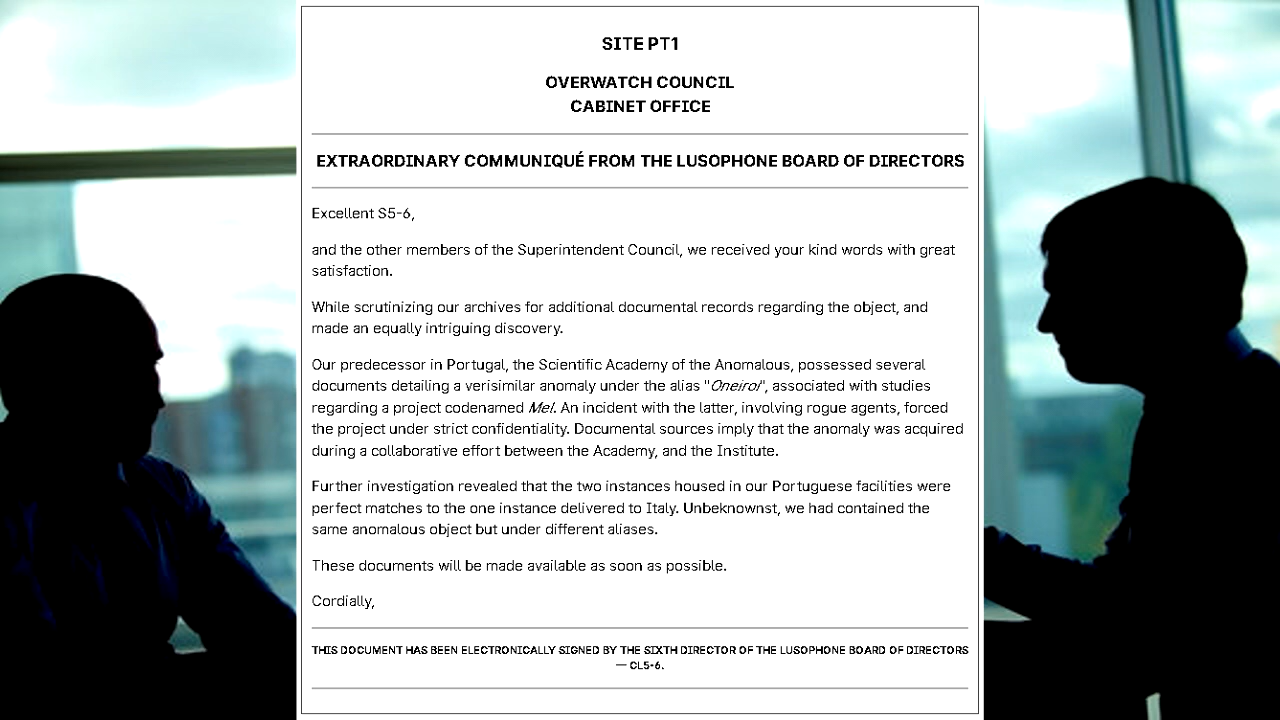 SITE PT1
OVERWATCH COUNCIL
CABINET OFFICE
EXTRAORDINARY COMMUNIQUÉ FROM THE LUSOPHONE BOARD OF DIRECTORS
Excellent S5-6,
and the other members of the Superintendent Council, we received your kind words with great
satisfaction.
While scrutinizing our archives for additional documental records regarding the object, and
made an equally intriguing discovery.
Our predecessor in Portugal, the Scientific Academy of the Anomalous, possessed several
documents detailing a verisimilar anomaly under the alias "Oneiroi", associated with studies
regarding a project codenamed Mel. An incident with the latter, involving rogue agents, forced
the project under strict confidentiality. Documental sources imply that the anomaly was acquired
during a collaborative effort between the Academy, and the Institute.
Further investigation revealed that the two instances housed in our Portuguese facilities were
perfect matches to the one instance delivered to Italy. Unbeknownst, we had contained the
same anomalous object but under different aliases.
These documents will be made available as soon as possible.
Cordially,
THIS DOCUMENT HAS BEEN ELECTRONICALLY SIGNED BY THE SIXTH DIRECTOR OF THE LUSOPHONE BOARD OF DIRECTORS
— CL5-6.